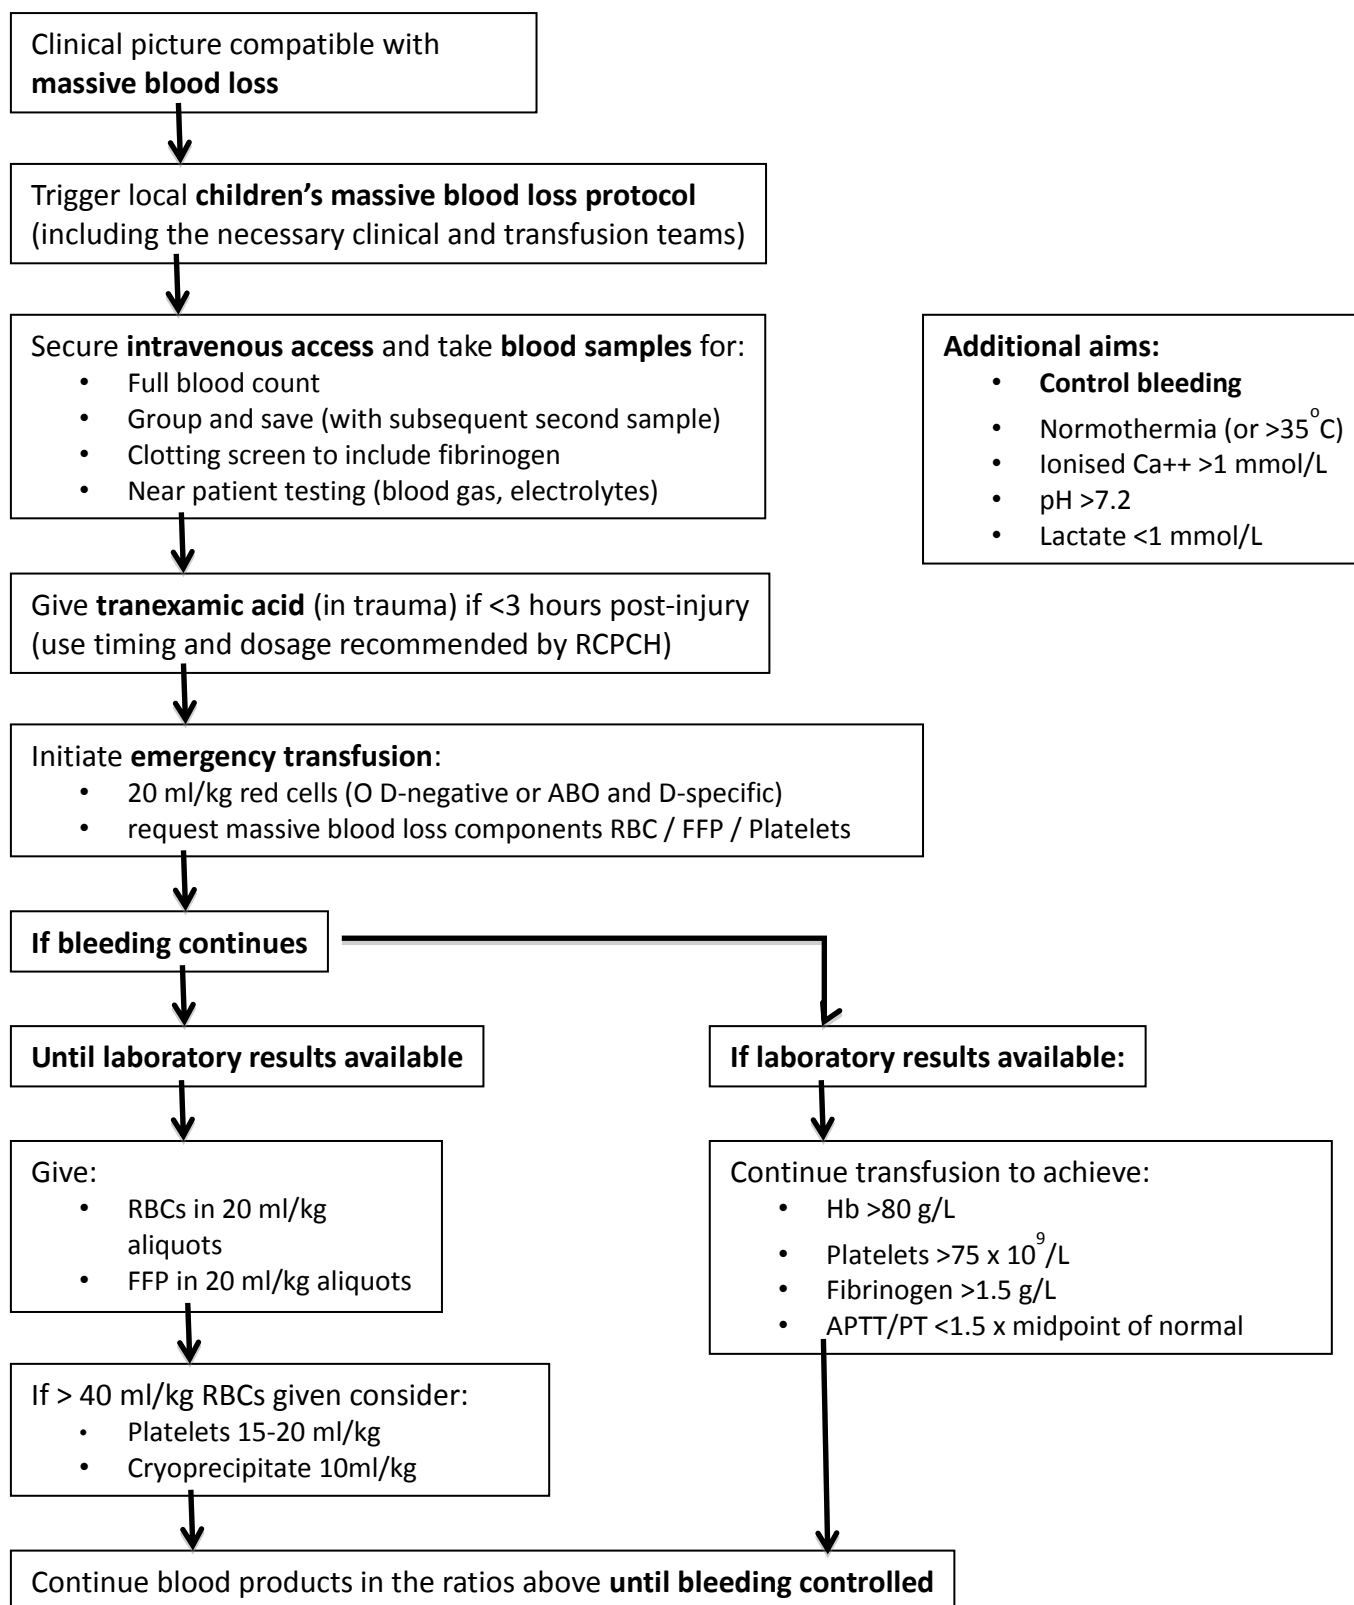 Clinical picture compatible with
massive blood loss
Trigger local children’s massive blood loss protocol
(including the necessary clinical and transfusion teams)
Secure intravenous access and take blood samples for:
• Full blood count
• Group and save (with subsequent second sample)
• Clotting screen to include fibrinogen
• Near patient testing (blood gas, electrolytes)
Additional aims:
• Control bleeding
• Normothermia (or >35°C)
• Ionised Ca++ >1 mmol/L
• pH >7.2
• Lactate <1 mmol/L
Give tranexamic acid (in trauma) if <3 hours post-injury
(use timing and dosage recommended by RCPCH)
Initiate emergency transfusion:
• 20 ml/kg red cells (O D-negative or ABO and D-specific)
• request massive blood loss components RBC / FFP / Platelets
If bleeding continues
Until laboratory results available
Give:
• RBCs in 20 ml/kg
aliquots
• FFP in 20 ml/kg aliquots
If > 40 ml/kg RBCs given consider:
• Platelets 15-20 ml/kg
• Cryoprecipitate 10ml/kg
If laboratory results available:
Continue transfusion to achieve:
• Hb >80 g/L
• Platelets >75 x 10⁹/L
• Fibrinogen >1.5 g/L
• APTT/PT <1.5 x midpoint of normal
Continue blood products in the ratios above until bleeding controlled